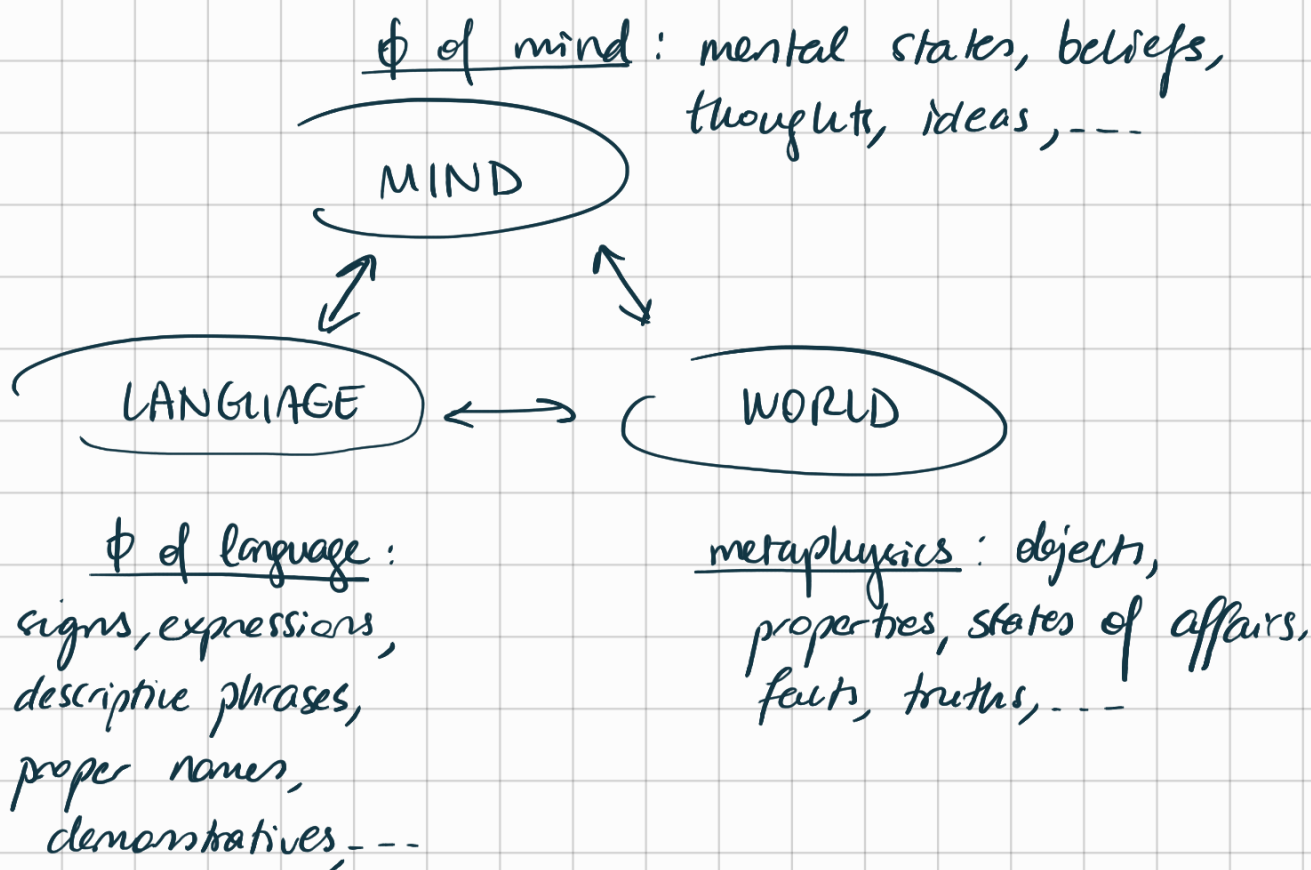 ϕ of mind: mental states, beliefs,
thoughts, ideas,----
MIND
LANGUAGE
WORLD
ϕ of language:
signs, expressions,
descriptive phrases,
proper names,
demonstratives,---
metaphysics: objects,
properties, states of affairs,
facts, truths,---